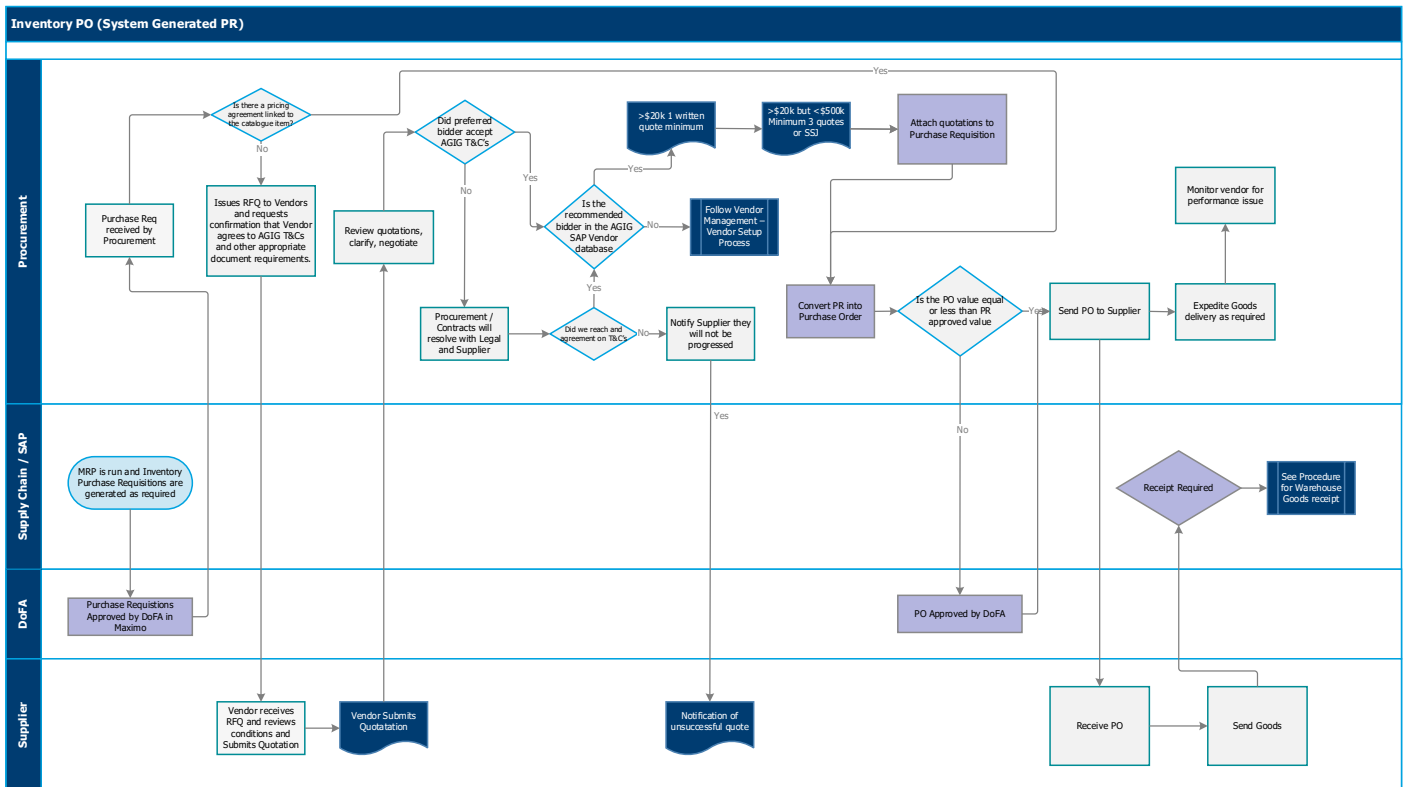 Inventory PO (System Generated PR)
Procurement
Is there a pricing
agreement linked to
the catalogue item?
Yes
No
Purchase Req
received by
Procurement
Issues RFQ to Vendors
and requests
confirmation that Vendor
agrees to AGIG T&Cs
and other appropriate
document requirements.
Review quotations,
clarify, negotiate
Did preferred
bidder accept
AGIG T&C's
Yes
No
Procurement /
Contracts will
resolve with Legal
and Supplier
Did we reach and
agreement on T&C's
Yes
No
Is the
recommended
bidder in the AGIG
SAP Vendor
database
Yes
No
>$20k 1 written
quote minimum
>$20k but <$500k
Minimum 3 quotes
or SSJ
Attach quotations to
Purchase Requisition
Follow Vendor
Management –
Vendor Setup
Process
Notify Supplier they
will not be
progressed
Yes
Convert PR into
Purchase Order
Is the PO value equal
or less than PR
approved value
Yes
No
Send PO to Supplier
Expedite Goods
delivery as required
Monitor vendor for
performance issue
Supply Chain / SAP
MRP is run and Inventory
Purchase Requisitions are
generated as required
Receipt Required
See Procedure
for Warehouse
Goods receipt
DoFA
Purchase Requistions
Approved by DoFA in
Maximo
PO Approved by DoFA
Supplier
Vendor receives
RFQ and reviews
conditions and
Submits Quotation
Vendor Submits
Quotatation
Notification of
unsuccessful quote
Receive PO
Send Goods